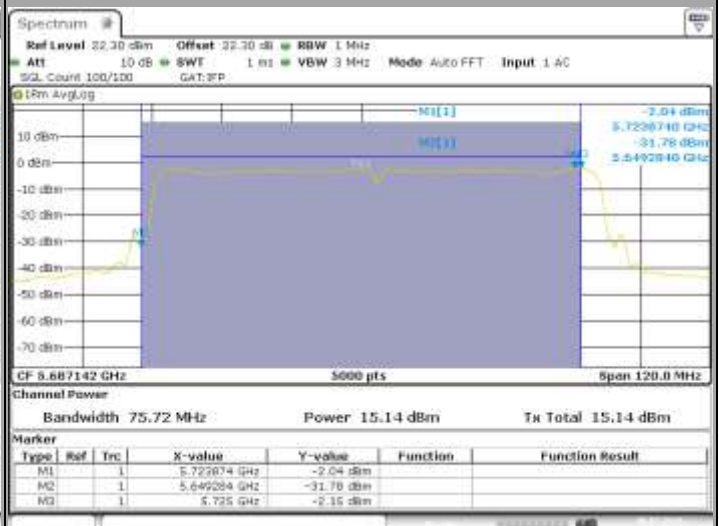 Spectrum
Ref Level 22.30 dBm Offset 22.30 dB RBW 1 MHz
Att 10 dB SWT 1 ms VBW 3 MHz Mode Auto FFT Input 1 AC
SGL Count 100/100 GAT:IFP
1Rm AvgLog
M1[1] -2.04 dBm
5.7238740 GHz
M2[1] -31.78 dBm
5.6492840 GHz
10 dBm
0 dBm
-10 dBm
-20 dBm
-30 dBm
-40 dBm
-50 dBm
-60 dBm
-70 dBm
CF 5.687142 GHz 5000 pts Span 120.0 MHz
Channel Power
Bandwidth 75.72 MHz Power 15.14 dBm Tx Total 15.14 dBm
Marker
Type Ref Trc X-value Y-value Function Function Result
M1 1 5.723874 GHz -2.04 dBm
M2 1 5.649284 GHz -31.78 dBm
M3 1 5.725 GHz -2.15 dBm